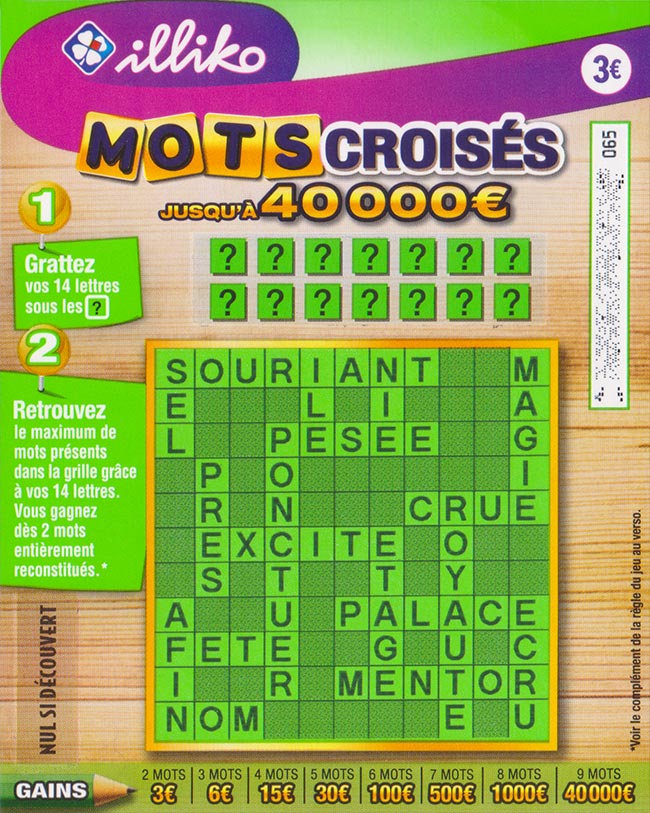 illiko
3€
MOTS CROISÉS
JUSQU'À 40 000€
065
1
Grattez
vos 14 lettres
sous les ?
? ? ? ? ? ? ?
? ? ? ? ? ? ?
2
Retrouvez
le maximum de
mots présents
dans la grille grâce
à vos 14 lettres.
Vous gagnez
dès 2 mots
entièrement
reconstitués.*
S O U R I A N T M
E L I A
L P E S E E G
P O I
R N C R U E
E X C I T E O
S T T Y
A U P A L A C E
F E T E G U C
I R M E N T O R
N O M E U
NUL SI DÉCOUVERT
*Voir le complément de la règle du jeu au verso.
GAINS
2 MOTS 3 MOTS 4 MOTS 5 MOTS 6 MOTS 7 MOTS 8 MOTS 9 MOTS
3€ 6€ 15€ 30€ 100€ 500€ 1000€ 40000€